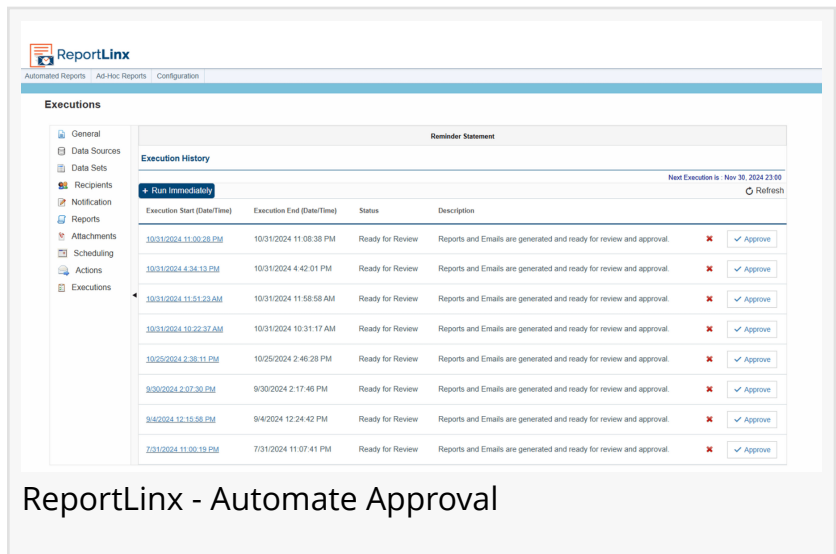 ReportLinx
Automated Reports Ad-Hoc Reports Configuration
Executions
General
Data Sources
Data Sets
Recipients
Notification
Reports
Attachments
Scheduling
Actions
Executions
Reminder Statement
Execution History
Next Execution is : Nov 30, 2024 23:00
+ Run Immediately Refresh
Execution Start (Date/Time) Execution End (Date/Time) Status Description
10/31/2024 11:00:28 PM 10/31/2024 11:08:38 PM Ready for Review Reports and Emails are generated and ready for review and approval. Approve
10/31/2024 4:34:13 PM 10/31/2024 4:42:01 PM Ready for Review Reports and Emails are generated and ready for review and approval. Approve
10/31/2024 11:51:23 AM 10/31/2024 11:58:58 AM Ready for Review Reports and Emails are generated and ready for review and approval. Approve
10/31/2024 10:22:37 AM 10/31/2024 10:31:17 AM Ready for Review Reports and Emails are generated and ready for review and approval. Approve
10/25/2024 2:38:11 PM 10/25/2024 2:46:28 PM Ready for Review Reports and Emails are generated and ready for review and approval. Approve
9/30/2024 2:07:30 PM 9/30/2024 2:17:46 PM Ready for Review Reports and Emails are generated and ready for review and approval. Approve
9/4/2024 12:15:58 PM 9/4/2024 12:24:42 PM Ready for Review Reports and Emails are generated and ready for review and approval. Approve
7/31/2024 11:00:19 PM 7/31/2024 11:07:41 PM Ready for Review Reports and Emails are generated and ready for review and approval. Approve
ReportLinx - Automate Approval